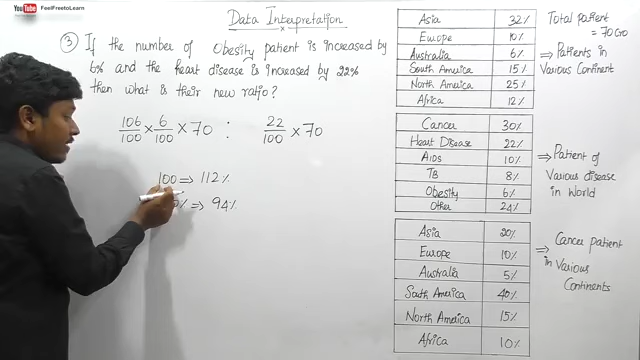 YouTube FeelFreetoLearn
Data Interpretation
③ If the number of Obesity patient is increased by
6% and the heart disease is increased by 22%
then what is their new ratio?
106/100 × 6/100 × 70 : 22/100 × 70
100 ⇒ 112%
⇒ 94%
Asia 32%
Europe 10%
Australia 6%
South America 15%
North America 25%
Africa 12%
Total patient
= 7000
⇒ Patients in
Various Continent
Cancer 30%
Heart Disease 22%
AIDS 10%
TB 8%
Obesity 6%
Other 24%
⇒ Patient of
Various disease
in World
Asia 20%
Europe 10%
Australia 5%
South America 40%
North America 15%
Africa 10%
⇒ Cancer patient
in Various
Continents